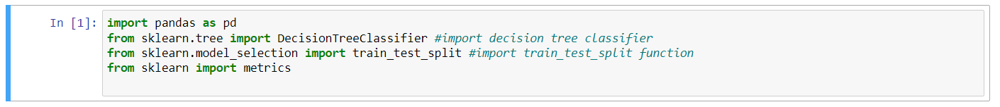 In [1]: import pandas as pd
from sklearn.tree import DecisionTreeClassifier #import decision tree classifier
from sklearn.model_selection import train_test_split #import train_test_split function
from sklearn import metrics